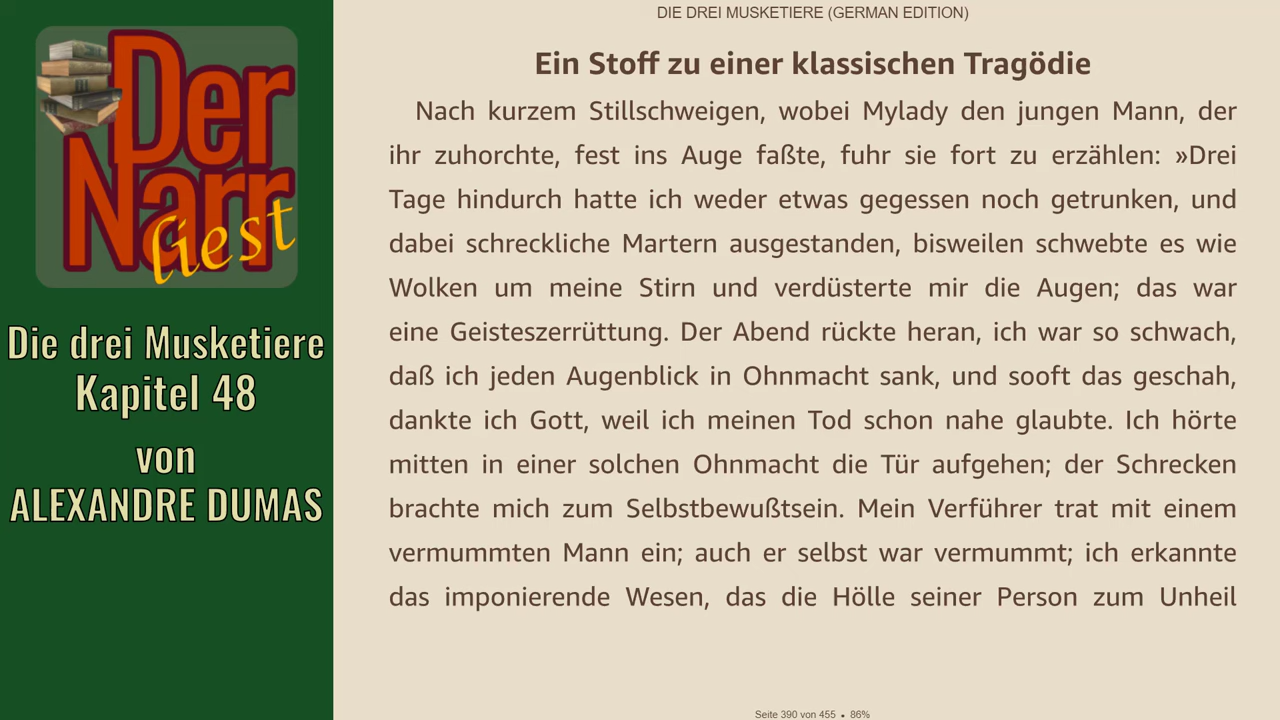 Der
Narr
liest
Die drei Musketiere
Kapitel 48
von
ALEXANDRE DUMAS
DIE DREI MUSKETIERE (GERMAN EDITION)
Ein Stoff zu einer klassischen Tragödie
Nach kurzem Stillschweigen, wobei Mylady den jungen Mann, der
ihr zuhorchte, fest ins Auge faßte, fuhr sie fort zu erzählen: »Drei
Tage hindurch hatte ich weder etwas gegessen noch getrunken, und
dabei schreckliche Martern ausgestanden, bisweilen schwebte es wie
Wolken um meine Stirn und verdüsterte mir die Augen; das war
eine Geisteszerrüttung. Der Abend rückte heran, ich war so schwach,
daß ich jeden Augenblick in Ohnmacht sank, und sooft das geschah,
dankte ich Gott, weil ich meinen Tod schon nahe glaubte. Ich hörte
mitten in einer solchen Ohnmacht die Tür aufgehen; der Schrecken
brachte mich zum Selbstbewußtsein. Mein Verführer trat mit einem
vermummten Mann ein; auch er selbst war vermummt; ich erkannte
das imponierende Wesen, das die Hölle seiner Person zum Unheil
Seite 390 von 455 • 86%